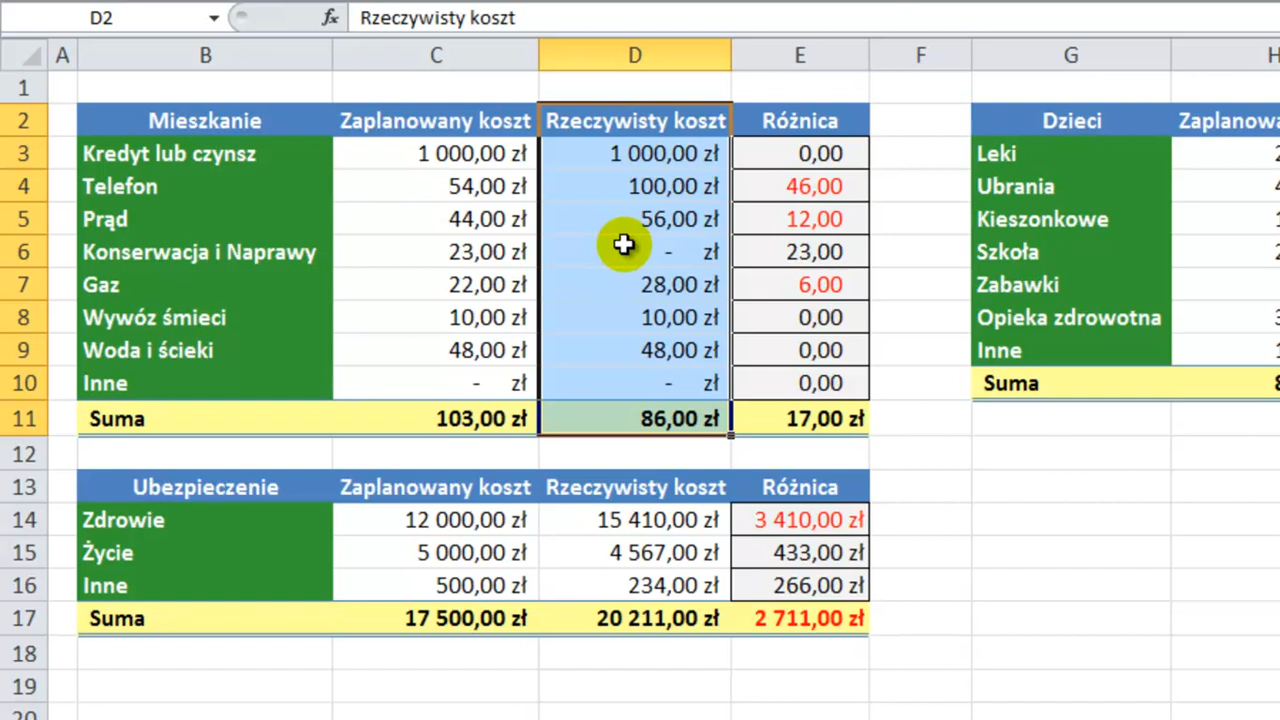 D2 fx Rzeczywisty koszt
A B C D E F G H
1
2 Mieszkanie Zaplanowany koszt Rzeczywisty koszt Różnica Dzieci
3 Kredyt lub czynsz 1 000,00 zł 1 000,00 zł 0,00 Leki
4 Telefon 54,00 zł 100,00 zł 46,00 Ubrania
5 Prąd 44,00 zł 56,00 zł 12,00 Kieszonkowe
6 Konserwacja i Naprawy 23,00 zł - zł 23,00 Szkoła
7 Gaz 22,00 zł 28,00 zł 6,00 Zabawki
8 Wywóz śmieci 10,00 zł 10,00 zł 0,00 Opieka zdrowotna
9 Woda i ścieki 48,00 zł 48,00 zł 0,00 Inne
10 Inne - zł - zł 0,00 Suma
11 Suma 103,00 zł 86,00 zł 17,00 zł
12
13 Ubezpieczenie Zaplanowany koszt Rzeczywisty koszt Różnica
14 Zdrowie 12 000,00 zł 15 410,00 zł 3 410,00 zł
15 Życie 5 000,00 zł 4 567,00 zł 433,00 zł
16 Inne 500,00 zł 234,00 zł 266,00 zł
17 Suma 17 500,00 zł 20 211,00 zł 2 711,00 zł
18
19
20